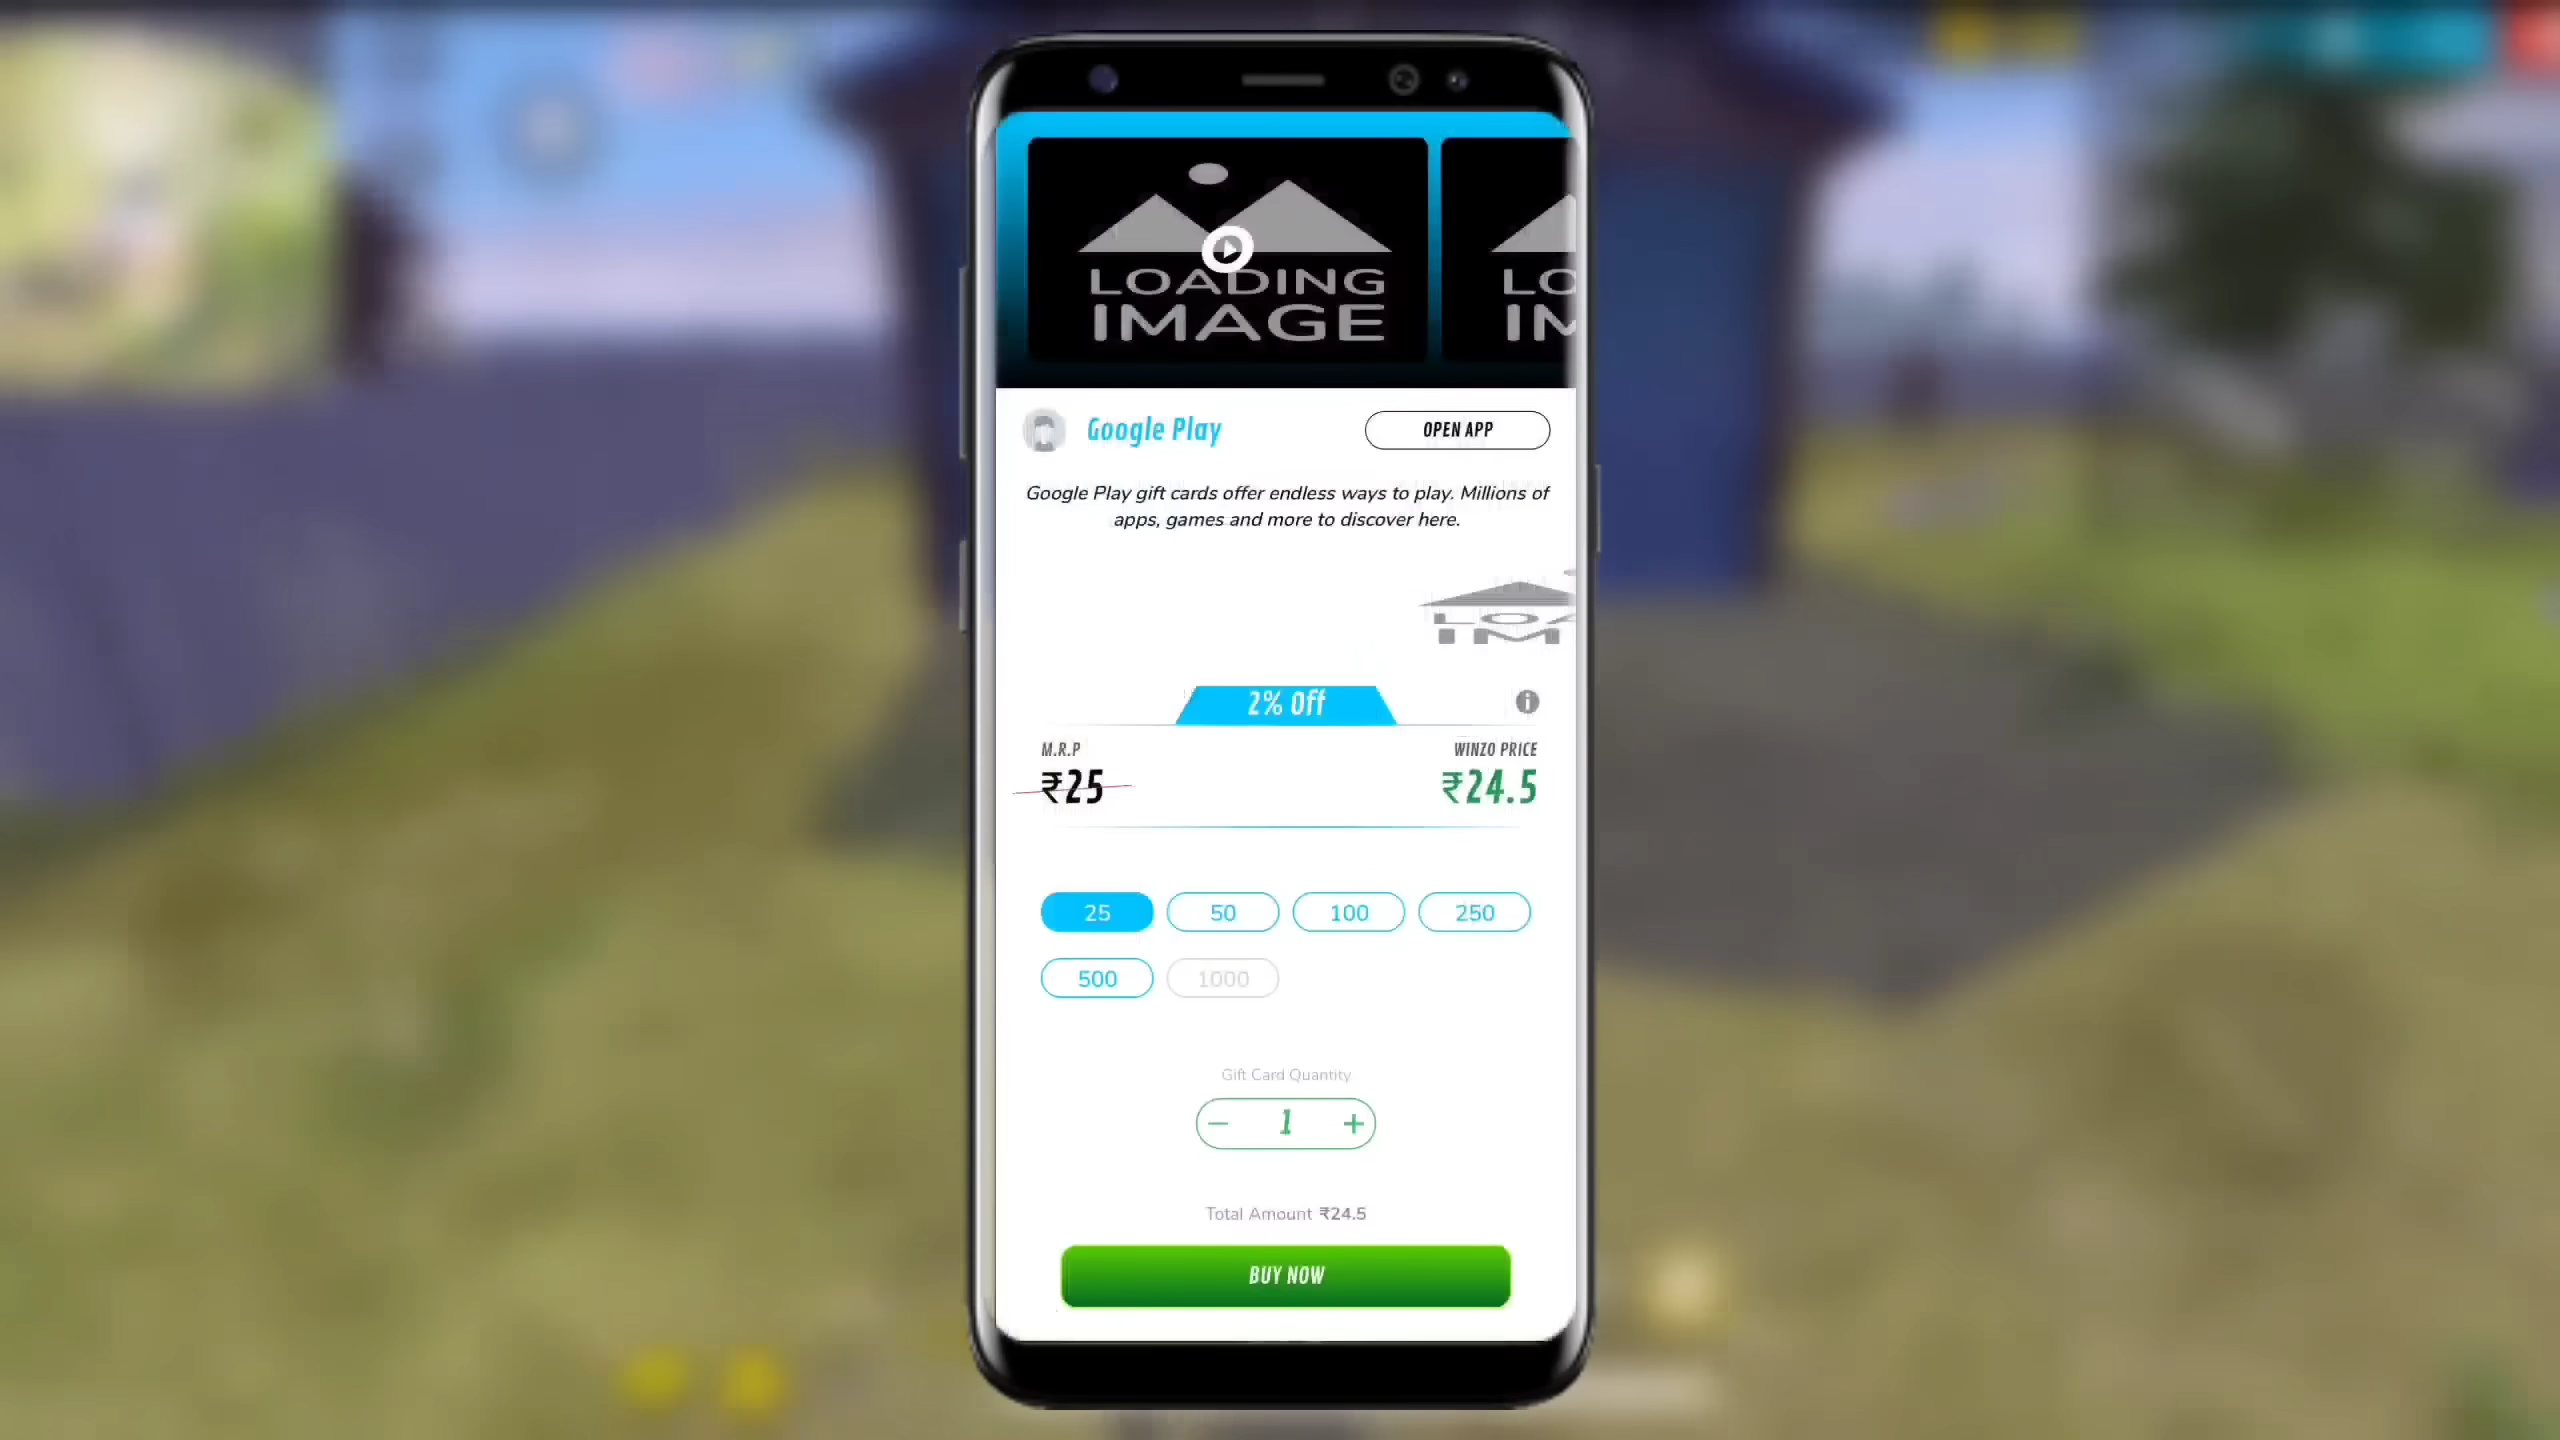 LOADING
IMAGE
LO
IM
Google Play
OPEN APP
Google Play gift cards offer endless ways to play. Millions of
apps, games and more to discover here.
LOA
IM
2% Off
M.R.P
WINZO PRICE
₹25
₹24.5
25
50
100
250
500
1000
Gift Card Quantity
1
Total Amount ₹24.5
BUY NOW